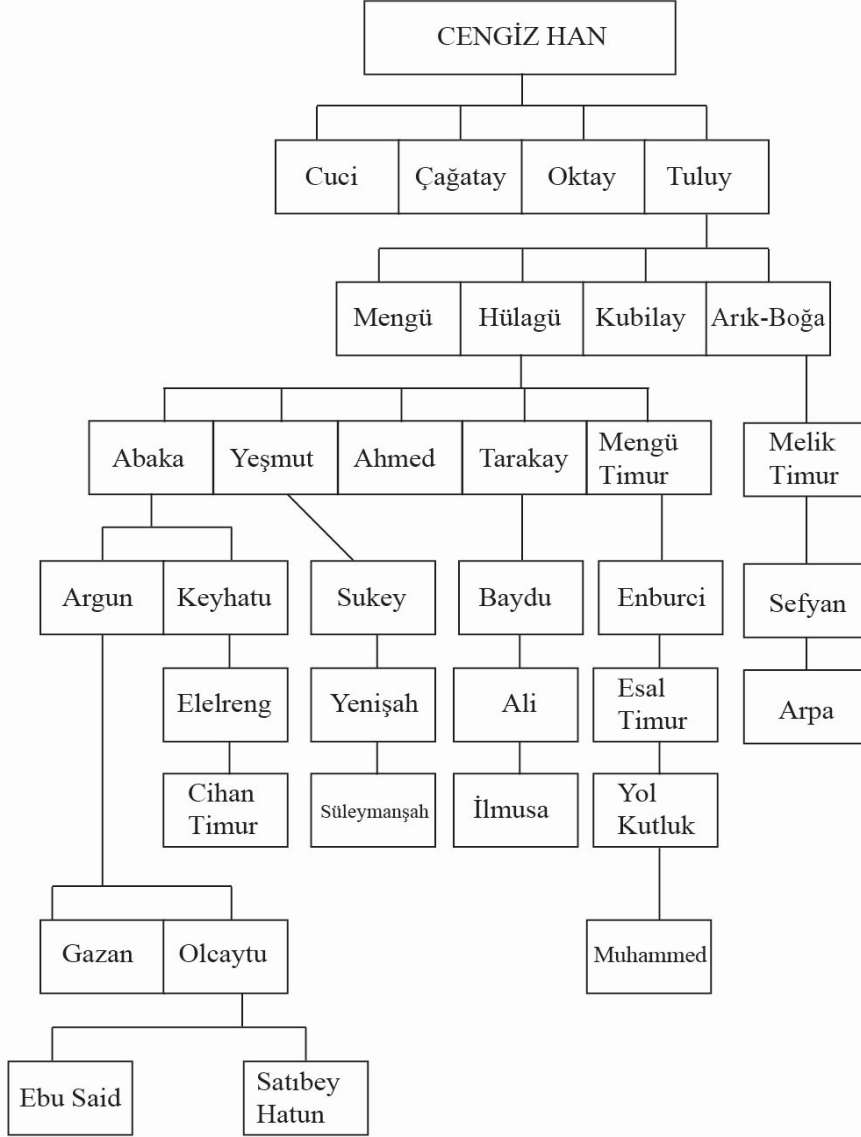 CENGİZ HAN
Cuci
Çağatay
Oktay
Tuluy
Mengü
Hülagü
Kubilay
Arık-Boğa
Abaka
Yeşmut
Ahmed
Tarakay
Mengü
Timur
Melik
Timur
Argun
Keyhatu
Sukey
Baydu
Enburci
Sefyan
Elelreng
Yenişah
Ali
Esal
Timur
Arpa
Cihan
Timur
Süleymanşah
İlmusa
Yol
Kutluk
Gazan
Olcaytu
Muhammed
Ebu Said
Satıbey
Hatun